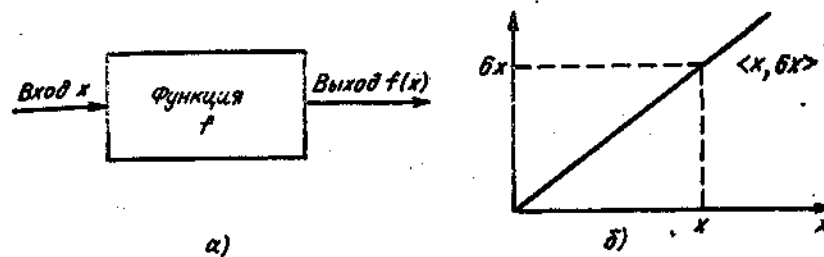 Вход x
Функция
f
Выход f(x)
а)
6x
<x, 6x>
x
x
б)